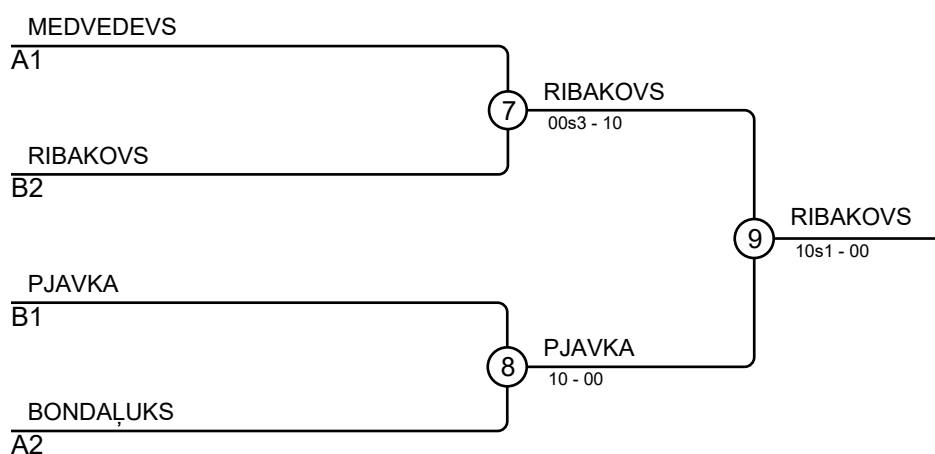 MEDVEDEVS
A1
7
RIBAKOVS
00s3 - 10
RIBAKOVS
B2
9
RIBAKOVS
10s1 - 00
PJAVKA
B1
8
PJAVKA
10 - 00
BONDAĻUKS
A2